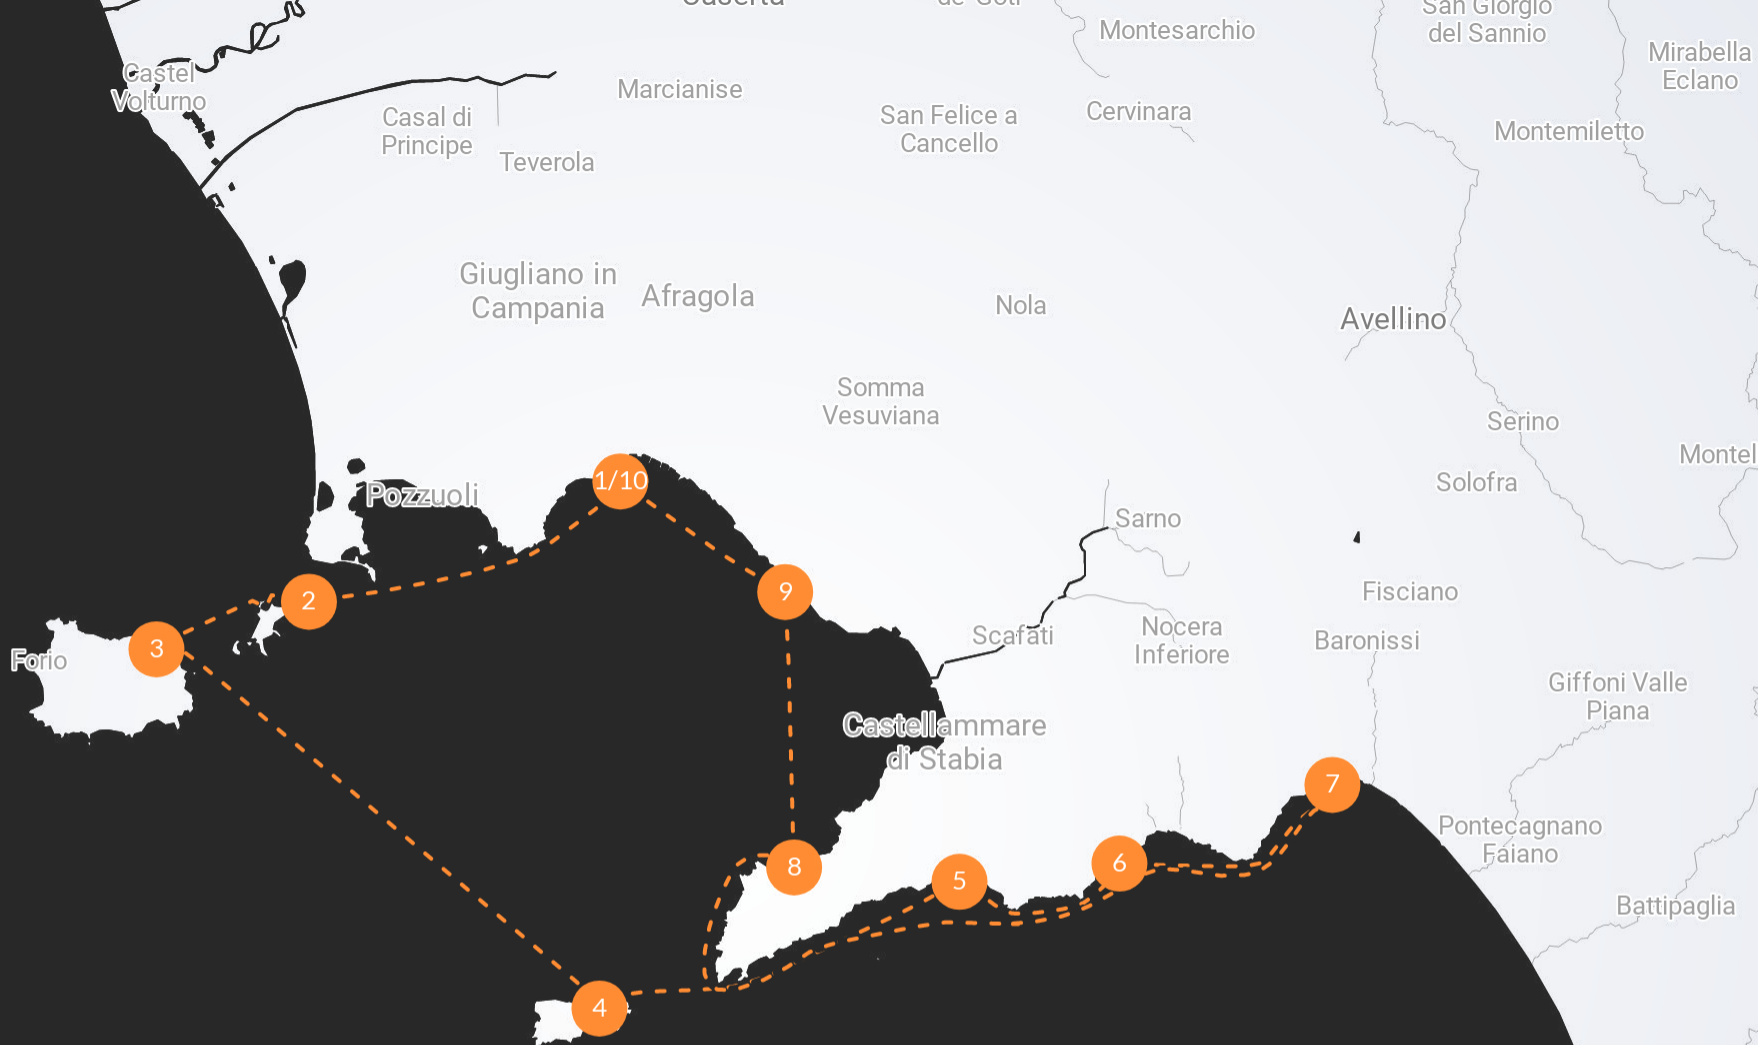 Caserta
de' Goti
San Giorgio
del Sannio
Montesarchio
Mirabella
Eclano
Castel
Volturno
Marcianise
Casal di
Principe
San Felice a
Cancello
Cervinara
Montemiletto
Teverola
Giugliano in
Campania
Afragola
Nola
Avellino
Somma
Vesuviana
Serino
Montel
Solofra
Pozzuoli
1/10
Sarno
9
2
Fisciano
3
Forio
Scafati
Nocera
Inferiore
Baronissi
Giffoni Valle
Piana
Castellammare
di Stabia
7
Pontecagnano
Faiano
8
5
6
Battipaglia
4